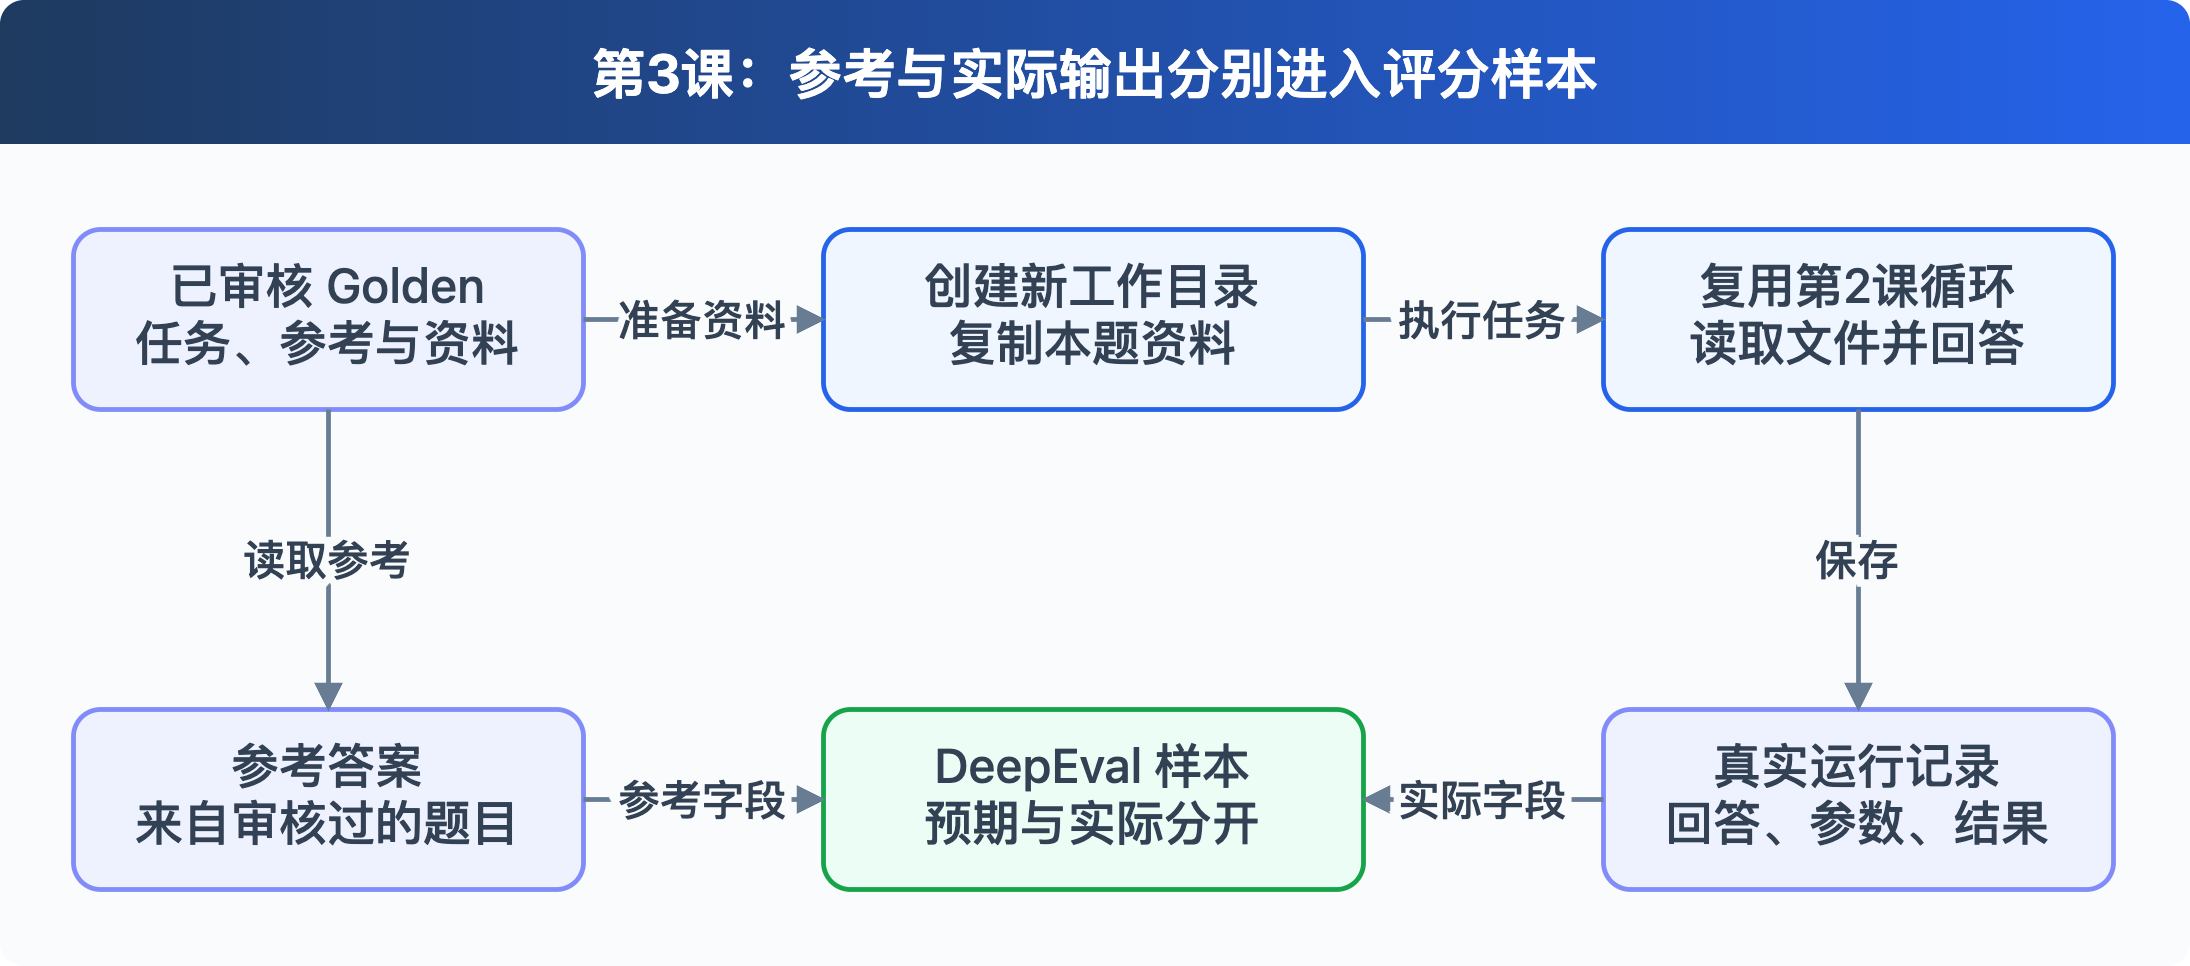 第3课：参考与实际输出分别进入评分样本
已审核 Golden
任务、参考与资料
准备资料
创建新工作目录
复制本题资料
执行任务
复用第2课循环
读取文件并回答
读取参考
保存
参考答案
来自审核过的题目
参考字段
DeepEval 样本
预期与实际分开
实际字段
真实运行记录
回答、参数、结果